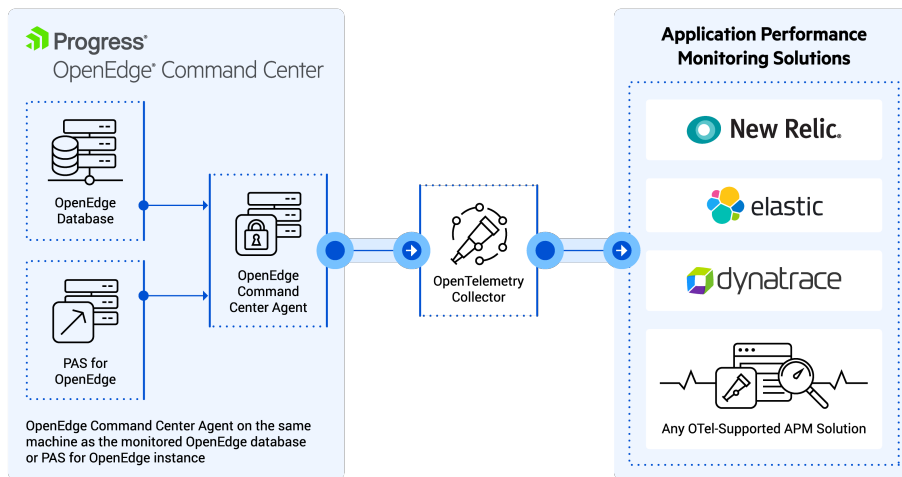 Progress®
OpenEdge® Command Center
OpenEdge
Database
OpenEdge
Command
Center Agent
PAS for
OpenEdge
OpenEdge Command Center Agent on the same
machine as the monitored OpenEdge database
or PAS for OpenEdge instance
OpenTelemetry
Collector
Application Performance
Monitoring Solutions
New Relic®
elastic
dynatrace
Any OTel-Supported APM Solution